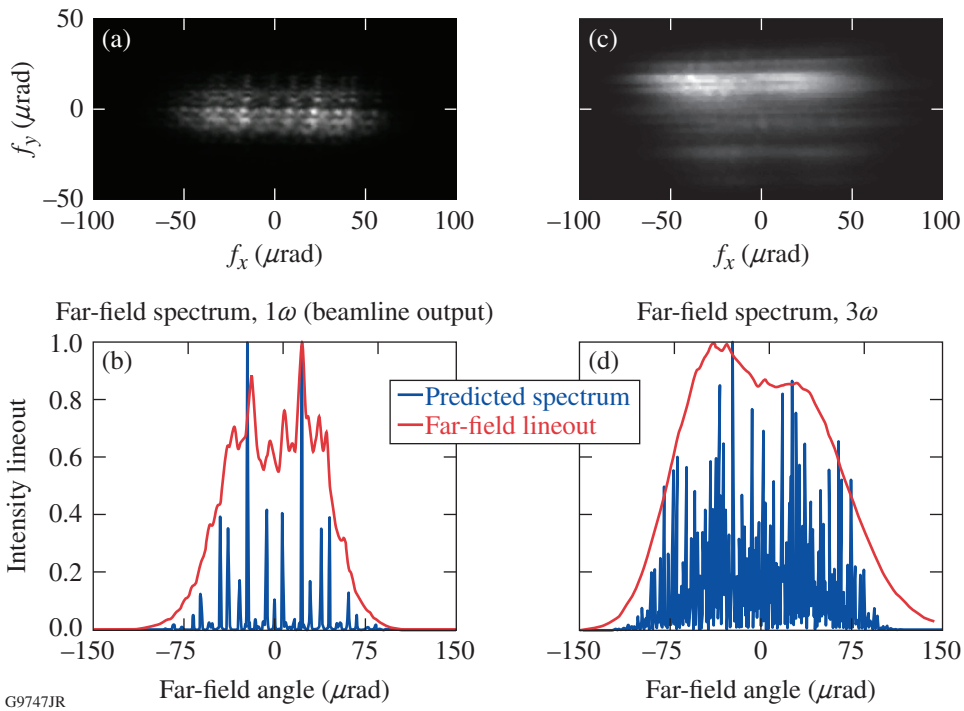 50
0
–50
f_y (μrad)
(a)
(c)
–100 –50 0 50 100
–100 –50 0 50 100
f_x (μrad)
f_x (μrad)
Far-field spectrum, 1ω (beamline output)
Far-field spectrum, 3ω
1.0
0.8
0.6
0.4
0.2
0.0
Intensity lineout
(b)
(d)
Predicted spectrum
Far-field lineout
–150 –75 0 75 150
–150 –75 0 75 150
Far-field angle (μrad)
Far-field angle (μrad)
G9747JR